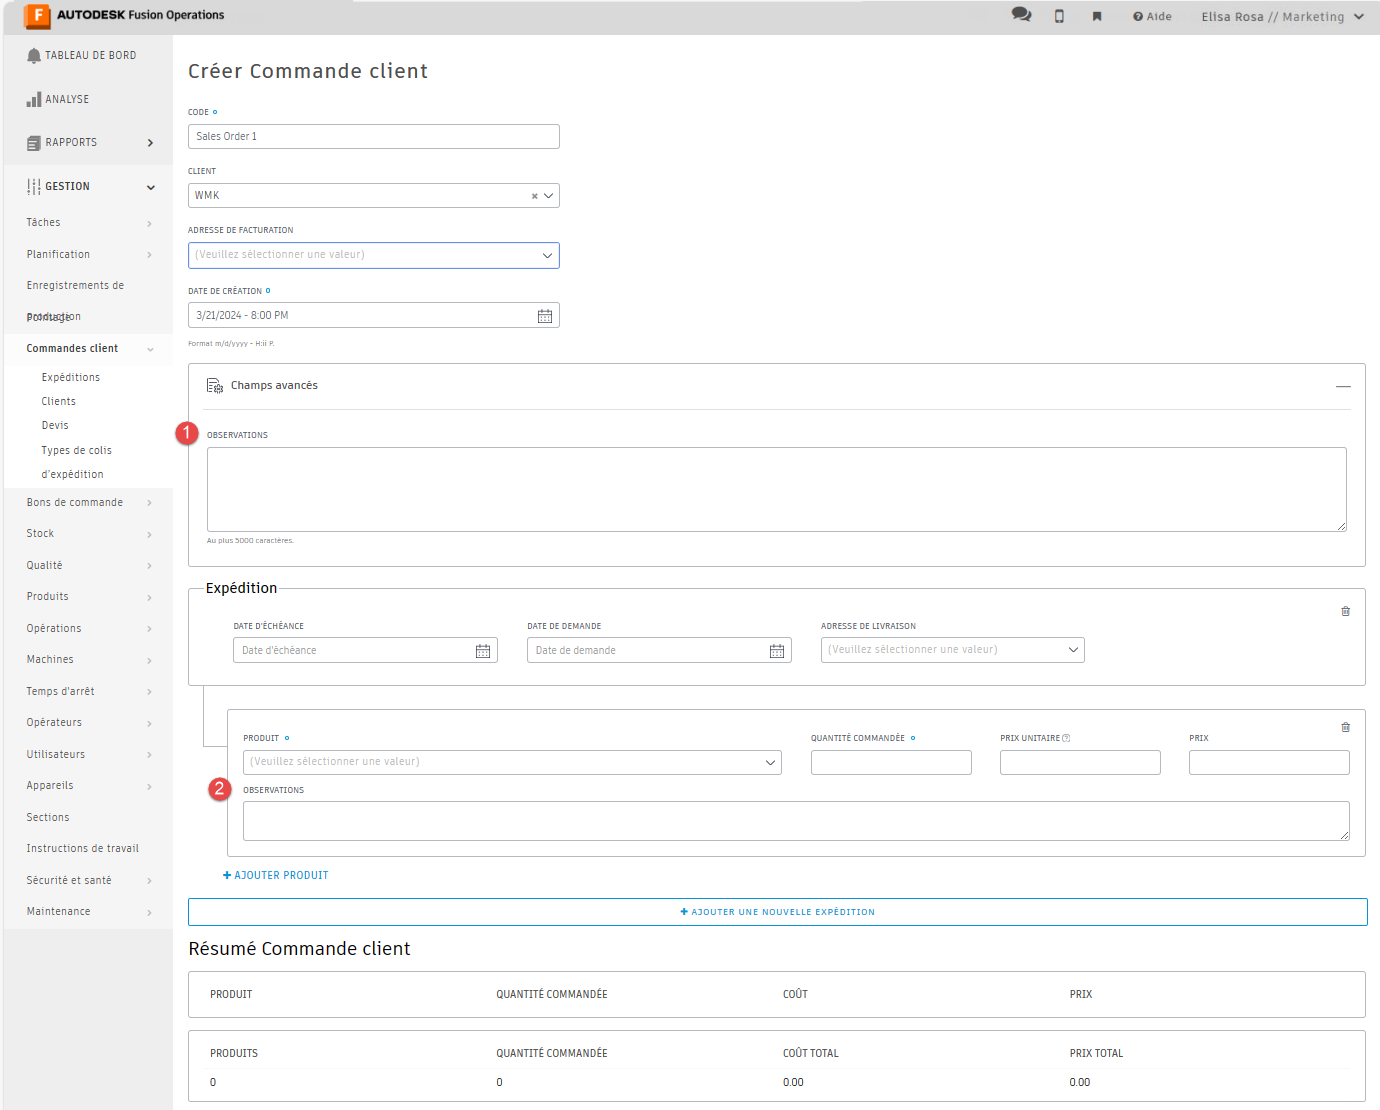 AUTODESK Fusion Operations
Aide
Elisa Rosa // Marketing
TABLEAU DE BORD
ANALYSE
RAPPORTS
GESTION
Tâches
Planification
Enregistrements de
production
Pointage
Commandes client
Expéditions
Clients
Devis
Types de colis
d'expédition
Bons de commande
Stock
Qualité
Produits
Opérations
Machines
Temps d'arrêt
Opérateurs
Utilisateurs
Appareils
Sections
Instructions de travail
Sécurité et santé
Maintenance
Créer Commande client
CODE
Sales Order 1
CLIENT
WMK
ADRESSE DE FACTURATION
(Veuillez sélectionner une valeur)
DATE DE CRÉATION
3/21/2024 - 8:00 PM
Format m/d/yyyy - H:ii P.
Champs avancés
1
OBSERVATIONS
Au plus 5000 caractères.
Expédition
DATE D'ÉCHÉANCE DATE DE DEMANDE ADRESSE DE LIVRAISON
Date d'échéance Date de demande (Veuillez sélectionner une valeur)
PRODUIT QUANTITÉ COMMANDÉE PRIX UNITAIRE PRIX
(Veuillez sélectionner une valeur)
2
OBSERVATIONS
+ AJOUTER PRODUIT
+ AJOUTER UNE NOUVELLE EXPÉDITION
Résumé Commande client
PRODUIT QUANTITÉ COMMANDÉE COÛT PRIX
PRODUITS QUANTITÉ COMMANDÉE COÛT TOTAL PRIX TOTAL
0 0 0.00 0.00